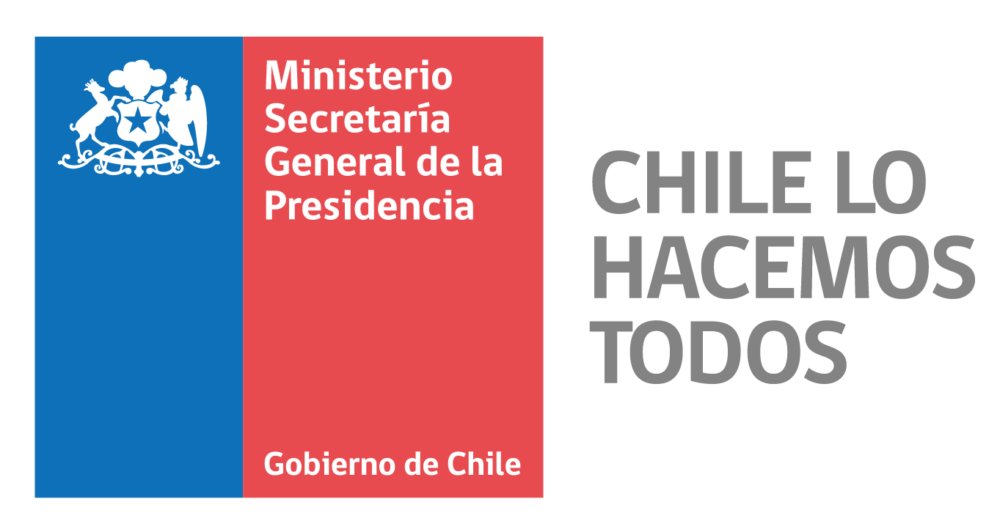 Ministerio
Secretaría
General de la
Presidencia
Gobierno de Chile
CHILE LO
HACEMOS
TODOS